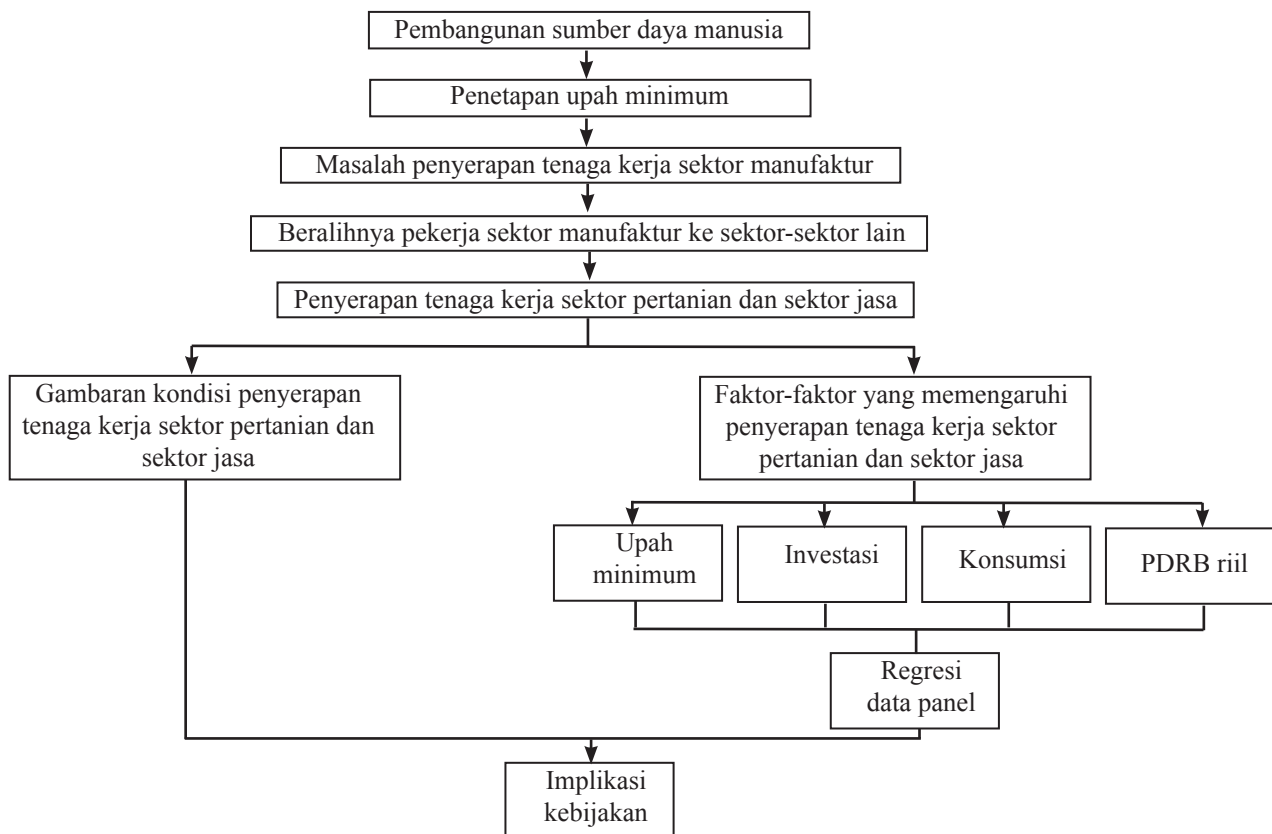 Pembangunan sumber daya manusia
Penetapan upah minimum
Masalah penyerapan tenaga kerja sektor manufaktur
Beralihnya pekerja sektor manufaktur ke sektor-sektor lain
Penyerapan tenaga kerja sektor pertanian dan sektor jasa
Gambaran kondisi penyerapan
tenaga kerja sektor pertanian dan
sektor jasa
Faktor-faktor yang memengaruhi
penyerapan tenaga kerja sektor
pertanian dan sektor jasa
Upah
minimum
Investasi
Konsumsi
PDRB riil
Regresi
data panel
Implikasi
kebijakan